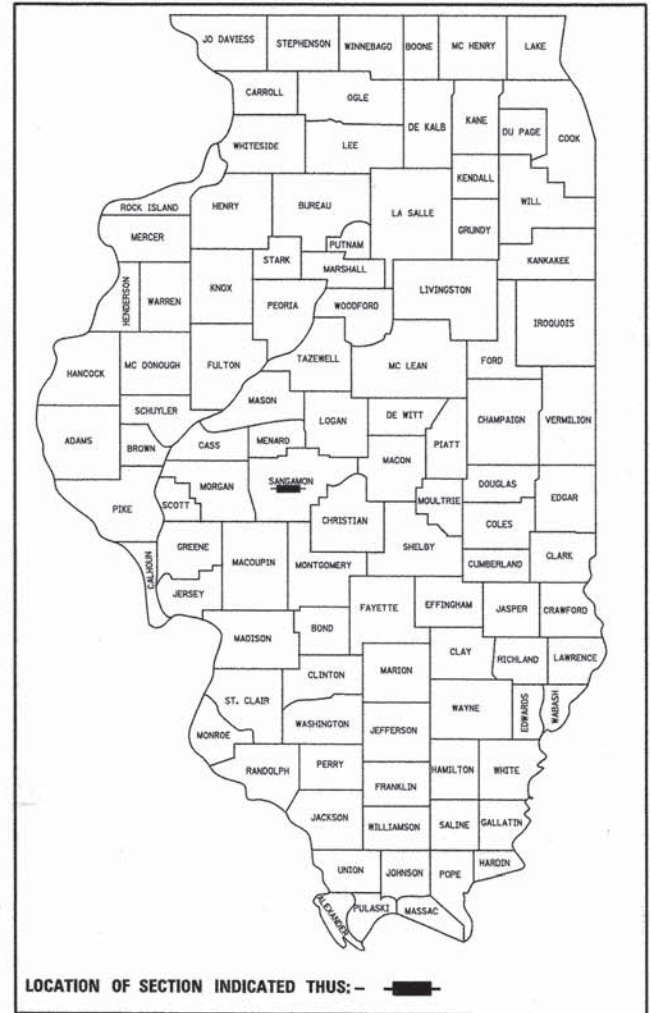 JO DAVIESS
STEPHENSON
WINNEBAGO
BOONE
MC HENRY
LAKE
CARROLL
OGLE
DE KALB
KANE
DU PAGE
COOK
WHITESIDE
LEE
KENDALL
WILL
ROCK ISLAND
HENRY
BUREAU
LA SALLE
GRUNDY
MERCER
PUTNAM
STARK
MARSHALL
KANKAKEE
HENDERSON
WARREN
KNOX
PEORIA
WOODFORD
LIVINGSTON
IROQUOIS
HANCOCK
MC DONOUGH
FULTON
TAZEWELL
MC LEAN
FORD
MASON
SCHUYLER
LOGAN
DE WITT
CHAMPAIGN
VERMILION
ADAMS
BROWN
CASS
MENARD
PIATT
MACON
SANGAMON
MORGAN
DOUGLAS
EDGAR
PIKE
SCOTT
CHRISTIAN
MOULTRIE
COLES
GREENE
MACOUPIN
MONTGOMERY
SHELBY
CUMBERLAND
CLARK
CALHOUN
JERSEY
FAYETTE
EFFINGHAM
JASPER
CRAWFORD
MADISON
BOND
CLAY
RICHLAND
LAWRENCE
CLINTON
MARION
ST. CLAIR
WAYNE
EDWARDS
WABASH
WASHINGTON
JEFFERSON
MONROE
RANDOLPH
PERRY
HAMILTON
WHITE
FRANKLIN
JACKSON
WILLIAMSON
SALINE
GALLATIN
UNION
JOHNSON
POPE
HARDIN
ALEXANDER
PULASKI
MASSAC
LOCATION OF SECTION INDICATED THUS: –